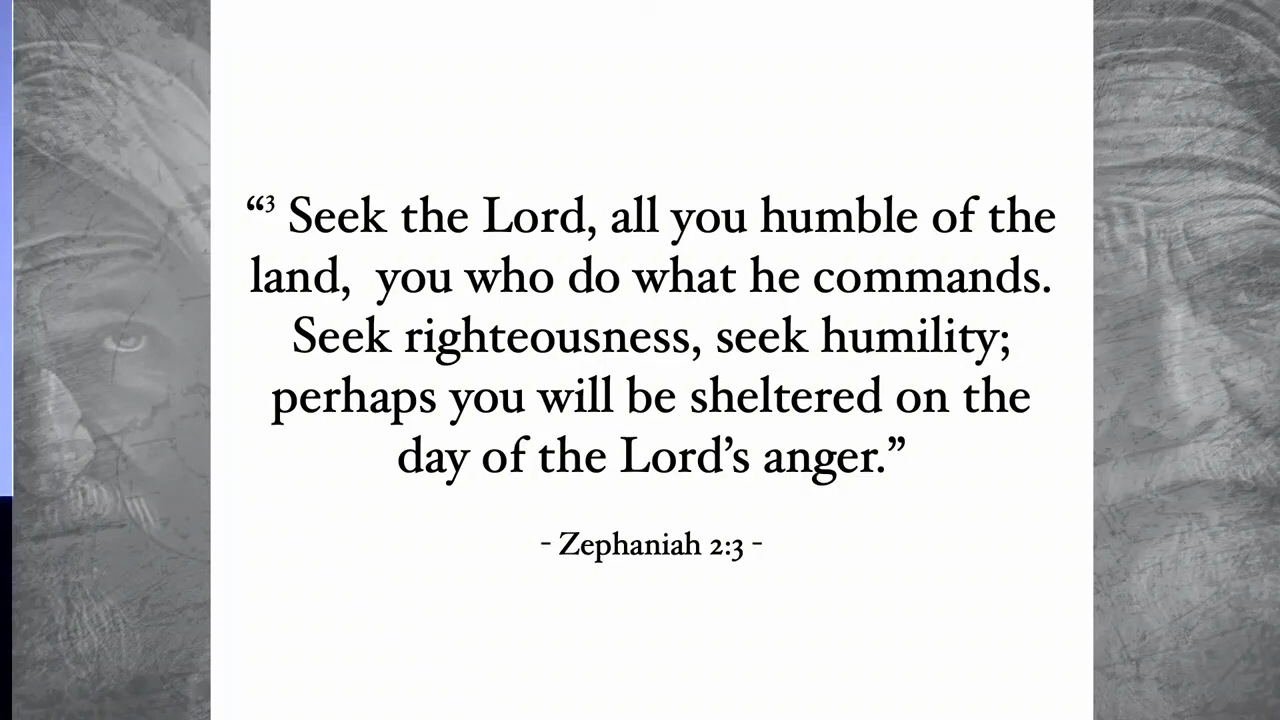 “³ Seek the Lord, all you humble of the
land,  you who do what he commands.
Seek righteousness, seek humility;
perhaps you will be sheltered on the
day of the Lord’s anger.”
- Zephaniah 2:3 -